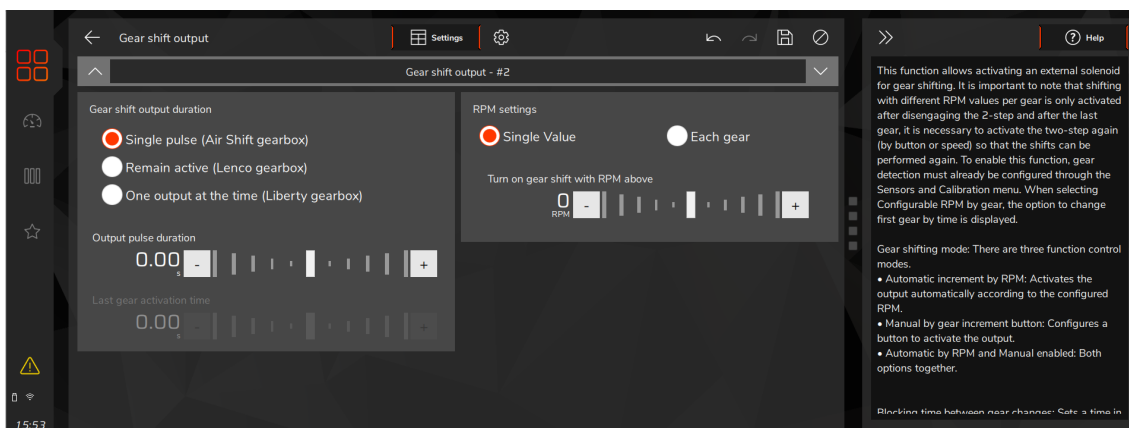 Gear shift output
Settings
Help
Gear shift output - #2
Gear shift output duration
Single pulse (Air Shift gearbox)
Remain active (Lenco gearbox)
One output at the time (Liberty gearbox)
Output pulse duration
0.00
s
-
+
Last gear activation time
0.00
s
-
+
RPM settings
Single Value
Each gear
Turn on gear shift with RPM above
0
RPM
-
+
This function allows activating an external solenoid
for gear shifting. It is important to note that shifting
with different RPM values per gear is only activated
after disengaging the 2-step and after the last
gear, it is necessary to activate the two-step again
(by button or speed) so that the shifts can be
performed again. To enable this function, gear
detection must already be configured through the
Sensors and Calibration menu. When selecting
Configurable RPM by gear, the option to change
first gear by time is displayed.
Gear shifting mode: There are three function control
modes.
• Automatic increment by RPM: Activates the
output automatically according to the configured
RPM.
• Manual by gear increment button: Configures a
button to activate the output.
• Automatic by RPM and Manual enabled: Both
options together.
Blocking time between gear changes: Sets a time in
15:53